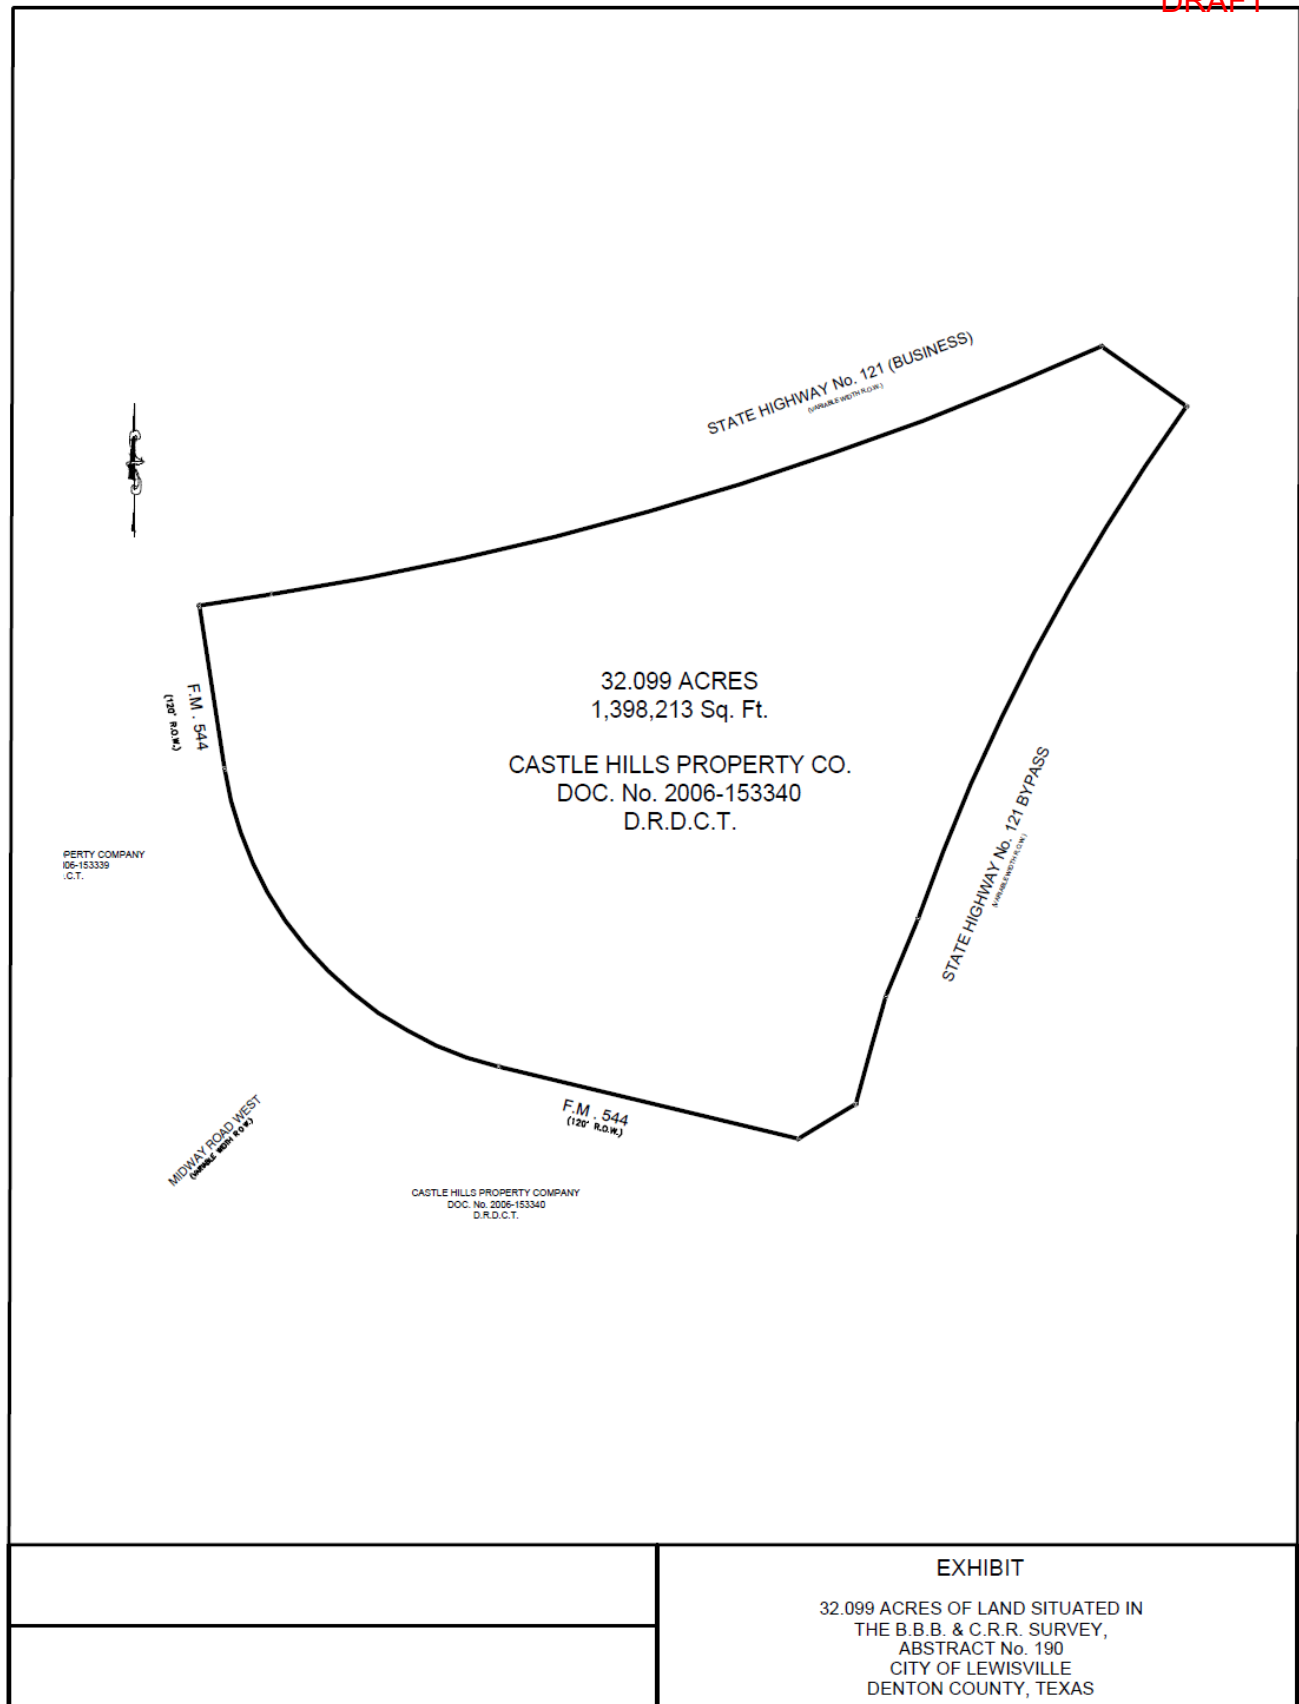 DRAFT
STATE HIGHWAY No. 121 (BUSINESS)
(VARIABLE WIDTH R.O.W.)
32.099 ACRES
1,398,213 Sq. Ft.
CASTLE HILLS PROPERTY CO.
DOC. No. 2006-153340
D.R.D.C.T.
F.M . 544
(120' R.O.W.)
STATE HIGHWAY No. 121 BYPASS
(VARIABLE WIDTH R.O.W.)
PERTY COMPANY
06-153339
.C.T.
F.M . 544
(120' R.O.W.)
MIDWAY ROAD WEST
(VARIABLE WIDTH R.O.W.)
CASTLE HILLS PROPERTY COMPANY
DOC. No. 2006-153340
D.R.D.C.T.
EXHIBIT
32.099 ACRES OF LAND SITUATED IN
THE B.B.B. & C.R.R. SURVEY,
ABSTRACT No. 190
CITY OF LEWISVILLE
DENTON COUNTY, TEXAS